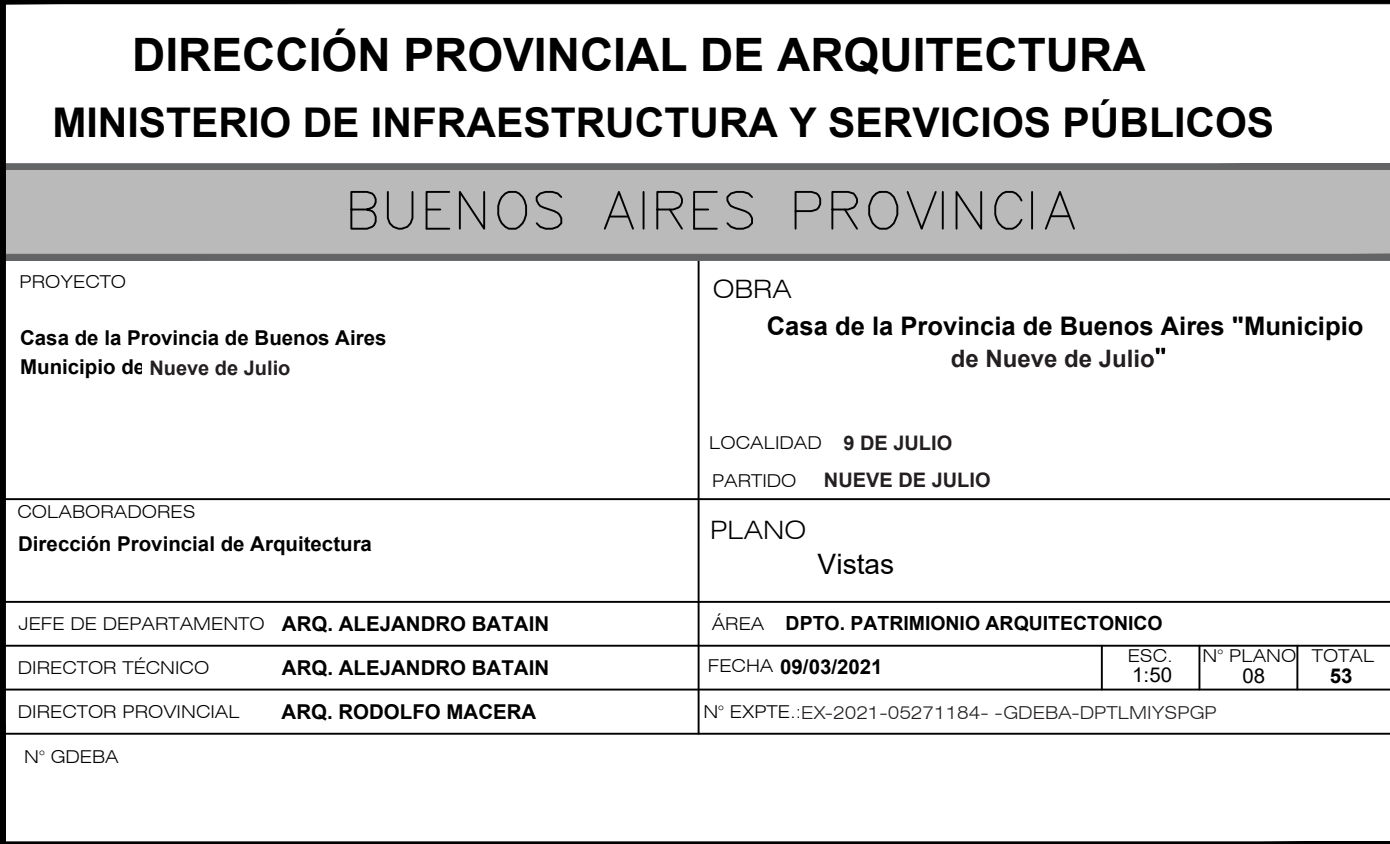 DIRECCIÓN PROVINCIAL DE ARQUITECTURA
MINISTERIO DE INFRAESTRUCTURA Y SERVICIOS PÚBLICOS
BUENOS AIRES PROVINCIA
PROYECTO
Casa de la Provincia de Buenos Aires
Municipio de Nueve de Julio
OBRA
Casa de la Provincia de Buenos Aires "Municipio
de Nueve de Julio"
LOCALIDAD 9 DE JULIO
PARTIDO NUEVE DE JULIO
COLABORADORES
Dirección Provincial de Arquitectura
PLANO
Vistas
JEFE DE DEPARTAMENTO ARQ. ALEJANDRO BATAIN
ÁREA DPTO. PATRIMIONIO ARQUITECTONICO
DIRECTOR TÉCNICO ARQ. ALEJANDRO BATAIN
FECHA 09/03/2021
ESC.
1:50
N° PLANO
08
TOTAL
53
DIRECTOR PROVINCIAL ARQ. RODOLFO MACERA
N° EXPTE.:EX-2021-05271184- -GDEBA-DPTLMIYSPGP
N° GDEBA